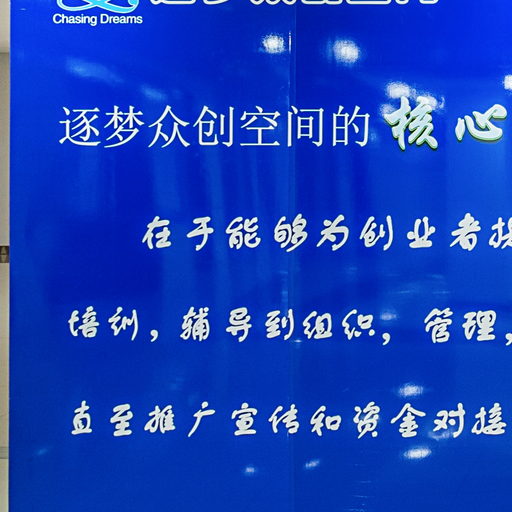 Chasing Dreams
逐梦众创空间的核心
在于能够为创业者提
培训，辅导到组织，管理，
直至推广宣传和资金对接